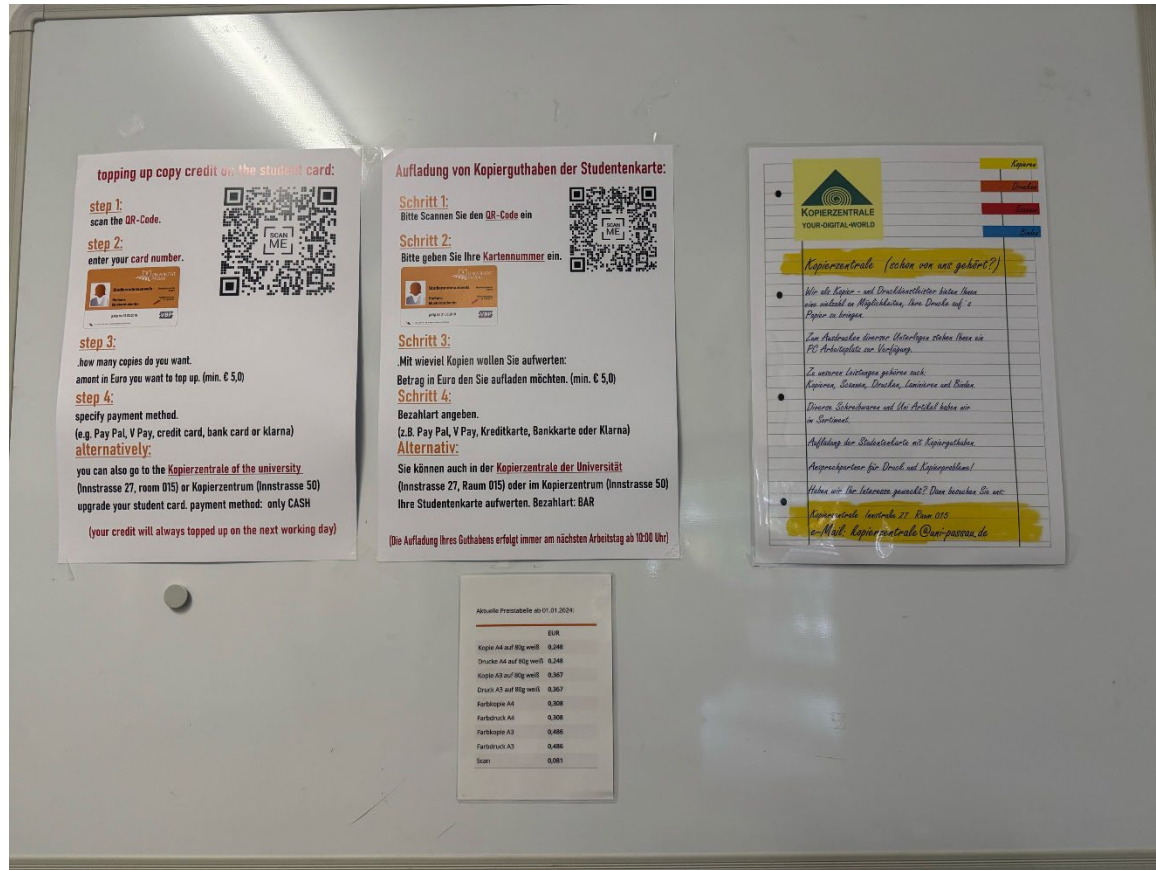 topping up copy credit on the student card:
step 1:
scan the QR-Code.
step 2:
enter your card number.
SCAN
ME
step 3:
.how many copies do you want.
amont in Euro you want to top up. (min. € 5,0)
step 4:
specify payment method.
(e.g. Pay Pal, V Pay, credit card, bank card or klarna)
alternatively:
you can also go to the Kopierzentrale of the university
(Innstrasse 27, room 015) or Kopierzentrum (Innstrasse 50)
upgrade your student card. payment method: only CASH
(your credit will always topped up on the next working day)
Aufladung von Kopierguthaben der Studentenkarte:
Schritt 1:
Bitte Scannen Sie den QR-Code ein
Schritt 2:
Bitte geben Sie Ihre Kartennummer ein.
SCAN
ME
Schritt 3:
.Mit wieviel Kopien wollen Sie aufwerten:
Betrag in Euro den Sie aufladen möchten. (min. € 5,0)
Schritt 4:
Bezahlart angeben.
(z.B. Pay Pal, V Pay, Kreditkarte, Bankkarte oder Klarna)
Alternativ:
Sie können auch in der Kopierzentrale der Universität
(Innstrasse 27, Raum 015) oder im Kopierzentrum (Innstrasse 50)
Ihre Studentenkarte aufwerten. Bezahlart: BAR
(Die Aufladung Ihres Guthabens erfolgt immer am nächsten Arbeitstag ab 10:00 Uhr)
Kopieren
Drucken
Scannen
Binden
KOPIERZENTRALE
YOUR-DIGITAL-WORLD
Kopierzentrale (schon von uns gehört?)
Wir als Kopier - und Druckdienstleister bieten Ihnen
eine vielzahl an Möglichkeiten, Ihre Drucke auf´s
Papier zu bringen.
Zum Ausdrucken diverser Unterlagen stehen Ihnen ein
PC Arbeitsplatz zur Verfügung.
Zu unseren Leistungen gehören auch:
Kopieren, Scannen, Drucken, Laminieren und Binden.
Diverse Schreibwaren und Uni Artikel haben wir
im Sortiment.
Aufladung der Studentenkarte mit Kopierguthaben.
Ansprechpartner für Druck und Kopierprobleme!
Haben wir Ihr Interesse geweckt? Dann besuchen Sie uns:
Kopierzentrale Innstraße 27. Raum 015
e-Mail: kopierzentrale@uni-passau.de
Aktuelle Preistabelle ab 01.01.2024:
EUR
Kopie A4 auf 80g weiß 0,248
Drucke A4 auf 80g weiß 0,248
Kopie A3 auf 80g weiß 0,367
Druck A3 auf 80g weiß 0,367
Farbkopie A4 0,308
Farbdruck A4 0,308
Farbkopie A3 0,486
Farbdruck A3 0,486
Scan 0,081